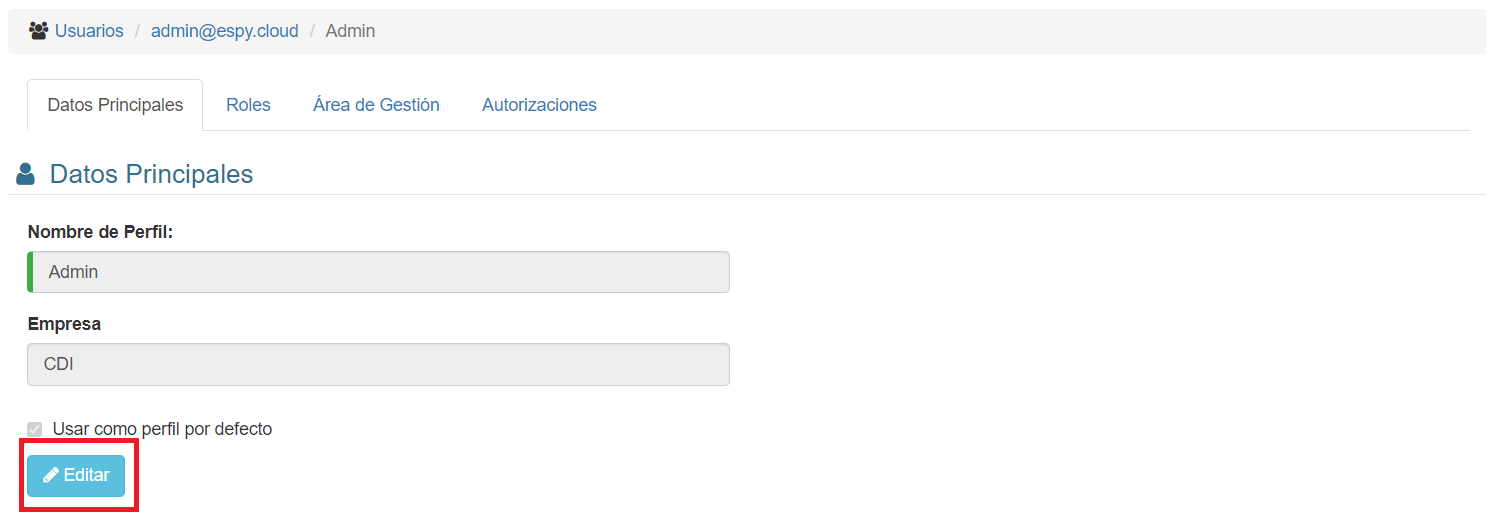 Usuarios / admin@espy.cloud / Admin
Datos Principales Roles Área de Gestión Autorizaciones
Datos Principales
Nombre de Perfil:
Admin
Empresa
CDI
Usar como perfil por defecto
Editar